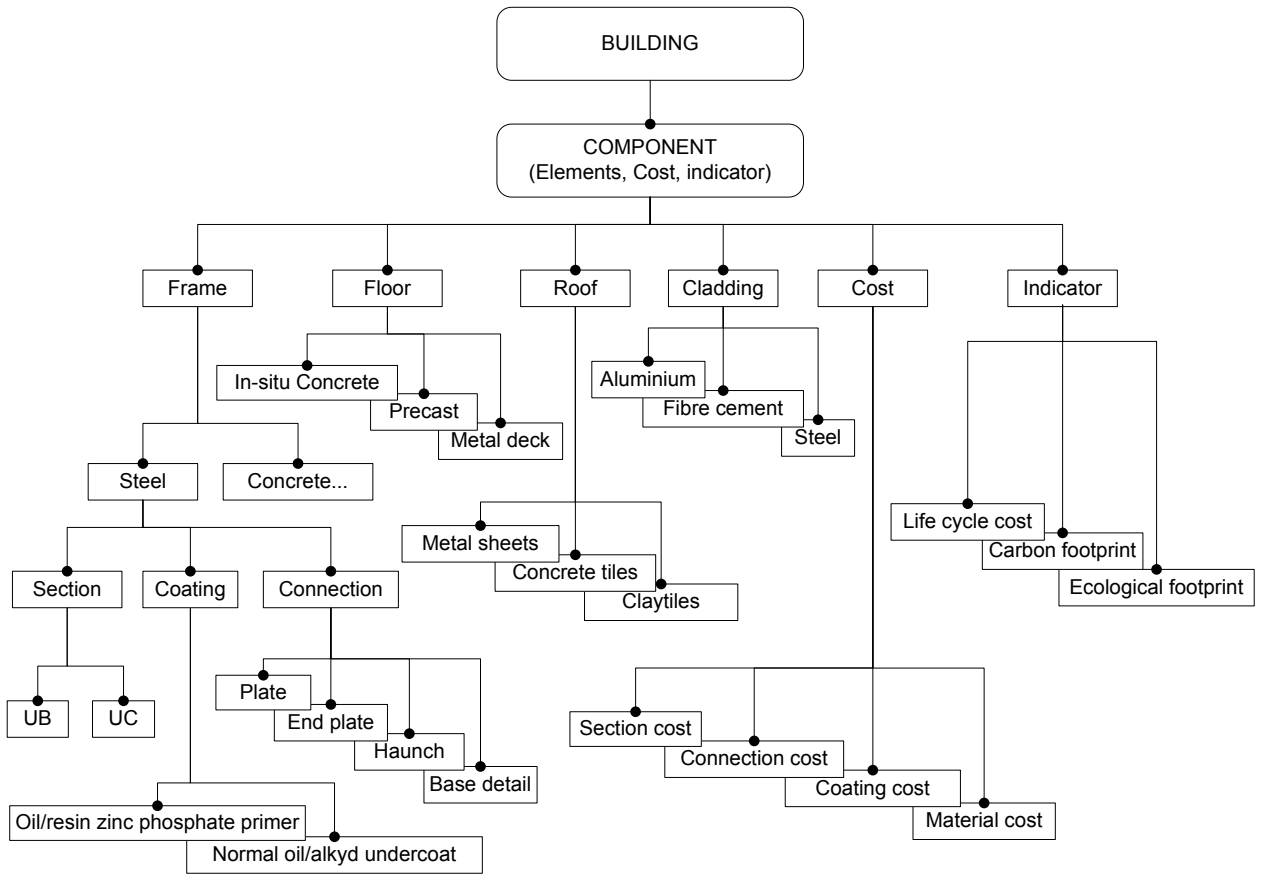 BUILDING
COMPONENT
(Elements, Cost, indicator)
Frame
Floor
Roof
Cladding
Cost
Indicator
In-situ Concrete
Precast
Metal deck
Aluminium
Fibre cement
Steel
Steel
Concrete...
Metal sheets
Concrete tiles
Claytiles
Life cycle cost
Carbon footprint
Ecological footprint
Section
Coating
Connection
UB
UC
Plate
End plate
Haunch
Base detail
Section cost
Connection cost
Coating cost
Material cost
Oil/resin zinc phosphate primer
Normal oil/alkyd undercoat